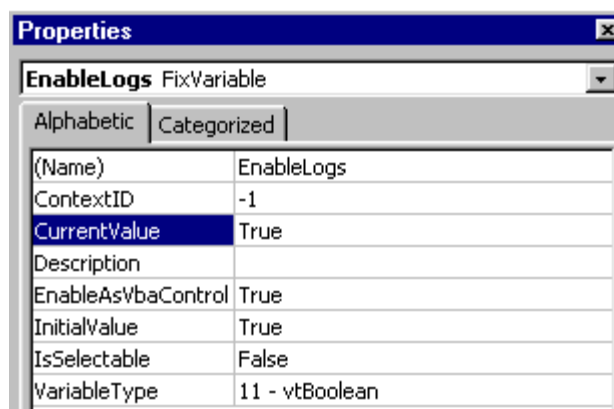 Properties
EnableLogs FixVariable
Alphabetic Categorized
(Name) EnableLogs
ContextID -1
CurrentValue True
Description
EnableAsVbaControl True
InitialValue True
IsSelectable False
VariableType 11 - vtBoolean